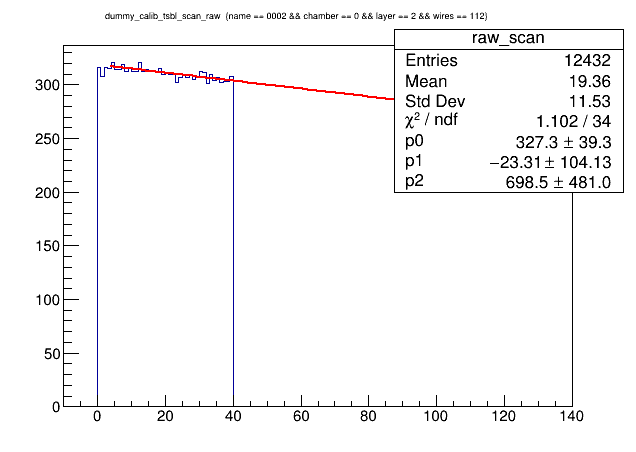 dummy_calib_tsbl_scan_raw (name == 0002 && chamber == 0 && layer == 2 && wires == 112)
raw_scan
Entries 12432
Mean 19.36
Std Dev 11.53
χ² / ndf 1.102 / 34
p0 327.3 ± 39.3
p1 −23.31 ± 104.13
p2 698.5 ± 481.0
300
250
200
150
100
50
0
0 20 40 60 80 100 120 140